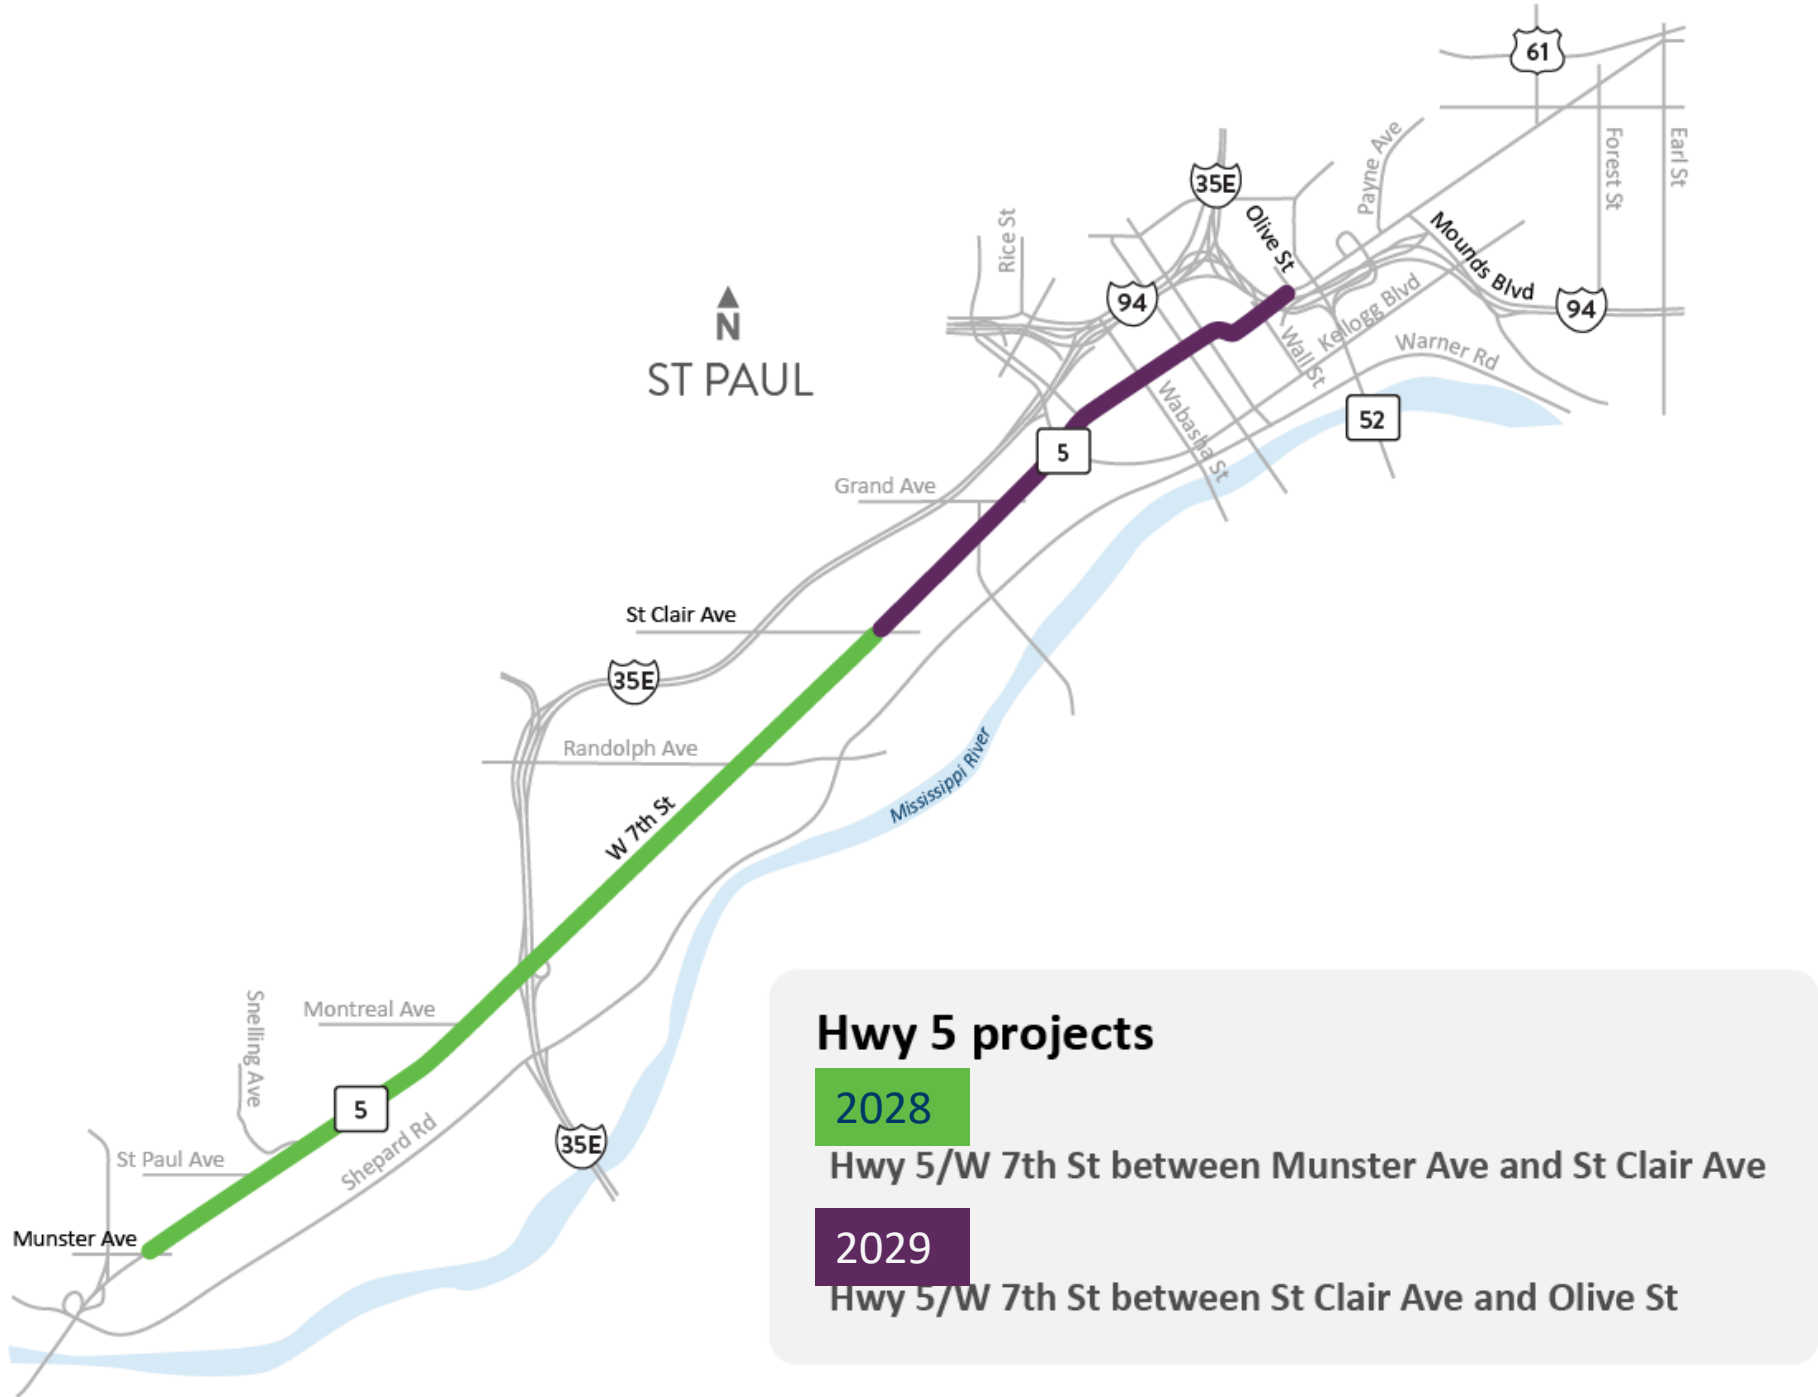 61
Payne Ave
Forest St
Earl St
35E
Olive St
Rice St
Mounds Blvd
94
94
N
ST PAUL
Kellogg Blvd
Wall St
Warner Rd
Wabasha St
52
5
Grand Ave
St Clair Ave
35E
Randolph Ave
Mississippi River
W 7th St
Snelling Ave
Montreal Ave
5
Shepard Rd
35E
St Paul Ave
Munster Ave
Hwy 5 projects
2028
Hwy 5/W 7th St between Munster Ave and St Clair Ave
2029
Hwy 5/W 7th St between St Clair Ave and Olive St